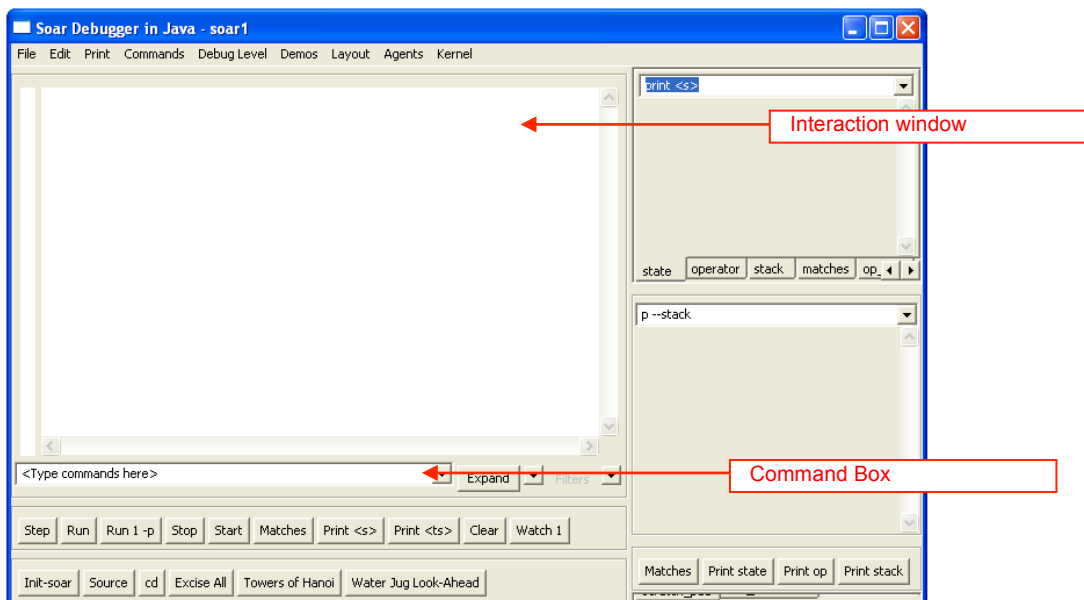 Soar Debugger in Java - soar1
File Edit Print Commands Debug Level Demos Layout Agents Kernel
print <s>
Interaction window
state operator stack matches op_
p --stack
<Type commands here>
Expand Filters
Command Box
Step Run Run 1 -p Stop Start Matches Print <s> Print <ts> Clear Watch 1
Matches Print state Print op Print stack
Init-soar Source cd Excise All Towers of Hanoi Water Jug Look-Ahead